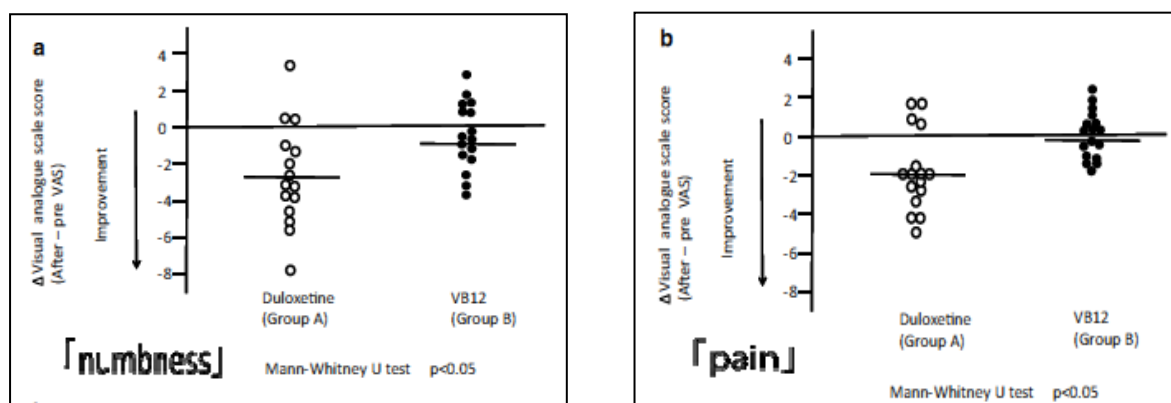 a
Δ Visual analogue scale score
(After – pre VAS)
Improvement
4
2
0
-2
-4
-6
-8
Duloxetine
(Group A)
VB12
(Group B)
「numbness」
Mann-Whitney U test p<0.05
b
Δ Visual analogue scale score
(After – pre VAS)
Improvement
4
2
0
-2
-4
-6
-8
Duloxetine
(Group A)
VB12
(Group B)
「pain」
Mann-Whitney U test p<0.05